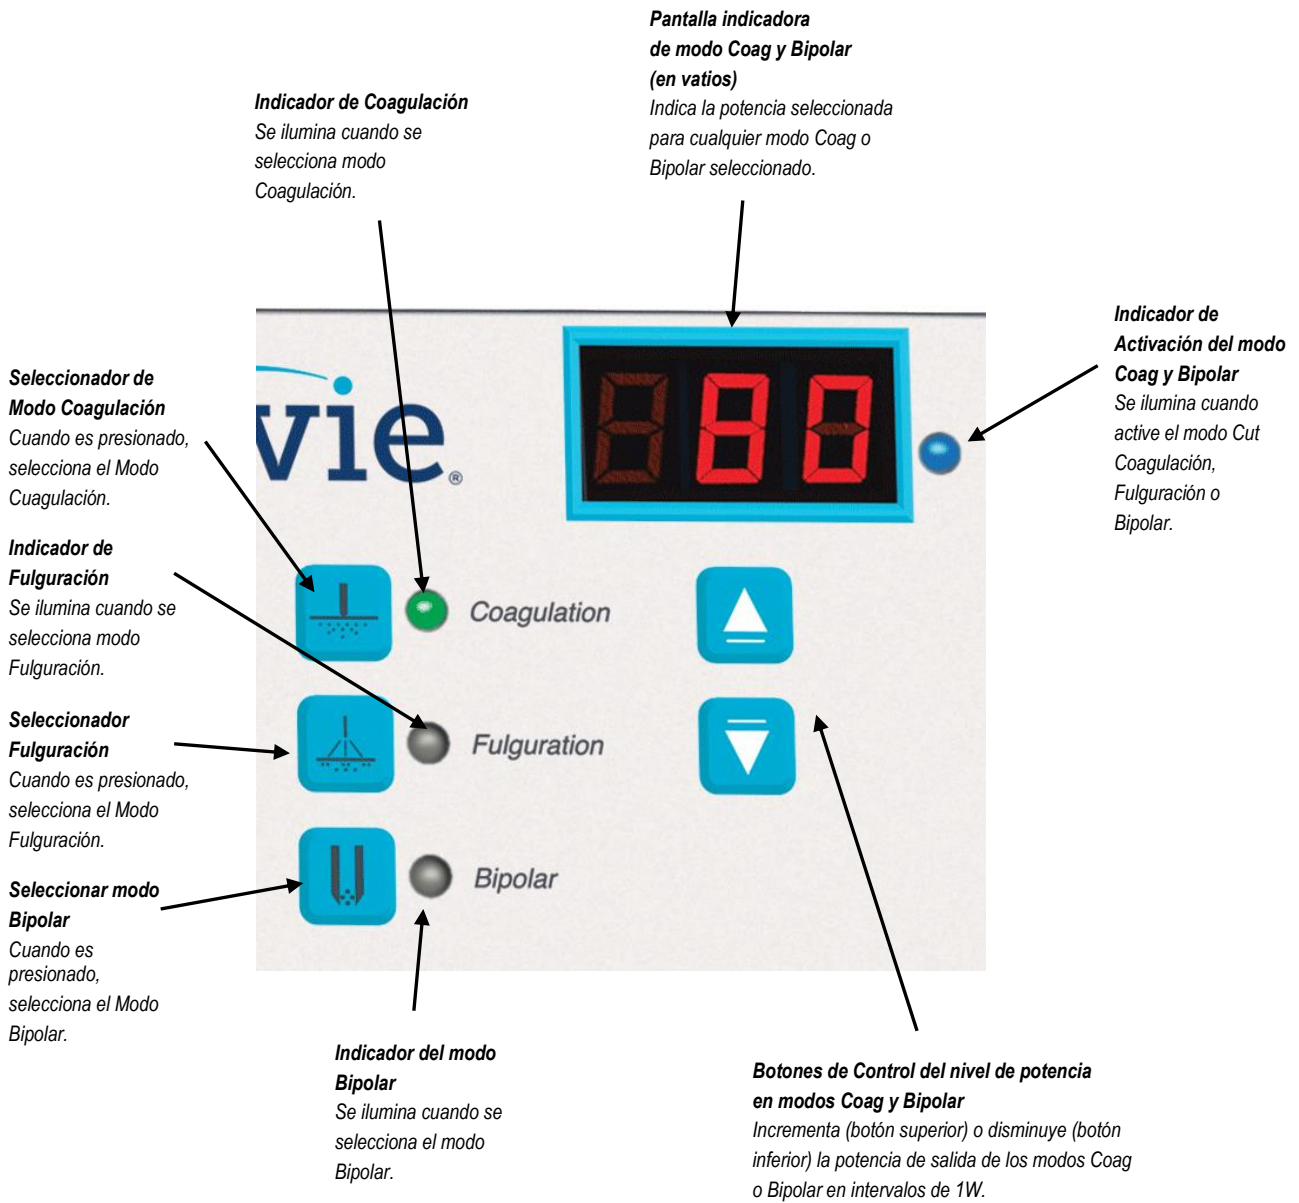 Pantalla indicadora
de modo Coag y Bipolar
(en vatios)
Indica la potencia seleccionada
para cualquier modo Coag o
Bipolar seleccionado.
Indicador de Coagulación
Se ilumina cuando se
selecciona modo
Coagulación.
Indicador de
Activación del modo
Coag y Bipolar
Se ilumina cuando
active el modo Cut
Coagulación,
Fulguración o
Bipolar.
Seleccionador de
Modo Coagulación
Cuando es presionado,
selecciona el Modo
Cuagulación.
Indicador de
Fulguración
Se ilumina cuando se
selecciona modo
Fulguración.
Seleccionador
Fulguración
Cuando es presionado,
selecciona el Modo
Fulguración.
Seleccionar modo
Bipolar
Cuando es
presionado,
selecciona el Modo
Bipolar.
vie®
80
Coagulation
Fulguration
Bipolar
Indicador del modo
Bipolar
Se ilumina cuando se
selecciona el modo
Bipolar.
Botones de Control del nivel de potencia
en modos Coag y Bipolar
Incrementa (botón superior) o disminuye (botón
inferior) la potencia de salida de los modos Coag
o Bipolar en intervalos de 1W.